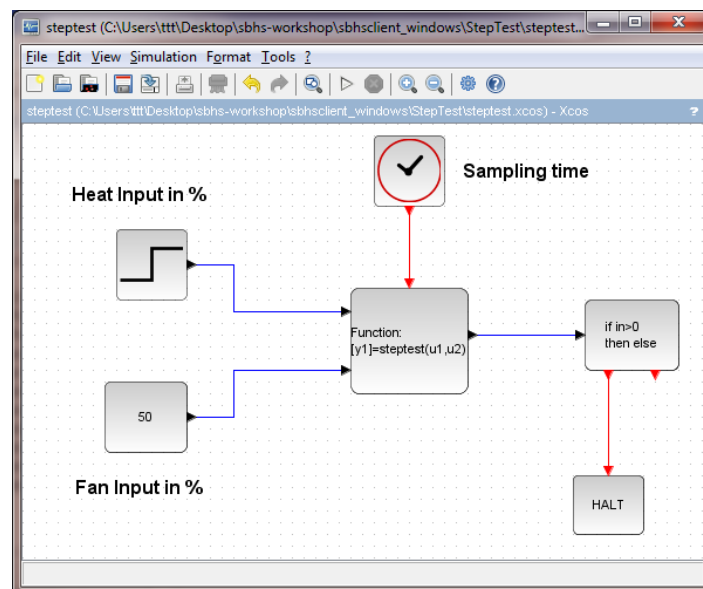 steptest (C:\Users\ttt\Desktop\sbhs-workshop\sbhsclient_windows\StepTest\steptest...
File Edit View Simulation Format Tools ?
steptest (C:\Users\ttt\Desktop\sbhs-workshop\sbhsclient_windows\StepTest\steptest.xcos) - Xcos ?
Sampling time
Heat Input in %
Function:
[y1]=steptest(u1,u2)
if in>0
then else
50
Fan Input in %
HALT